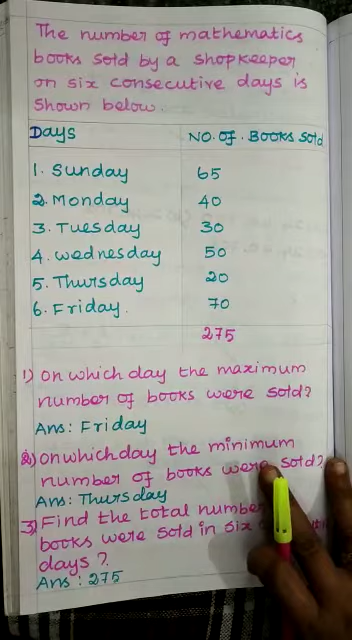 The number of mathematics
books sold by a shopkeeper
on six consecutive days is
shown below.
Days No. of. Books Sold
1. Sunday 65
2. Monday 40
3. Tuesday 30
4. Wednesday 50
5. Thursday 20
6. Friday. 70
275
1) On which day the maximum
number of books were sold?
Ans: Friday
2) on which day the minimum
number of books were sold?
Ans: Thursday
3) Find the total number
books were sold in six
days?
Ans: 275